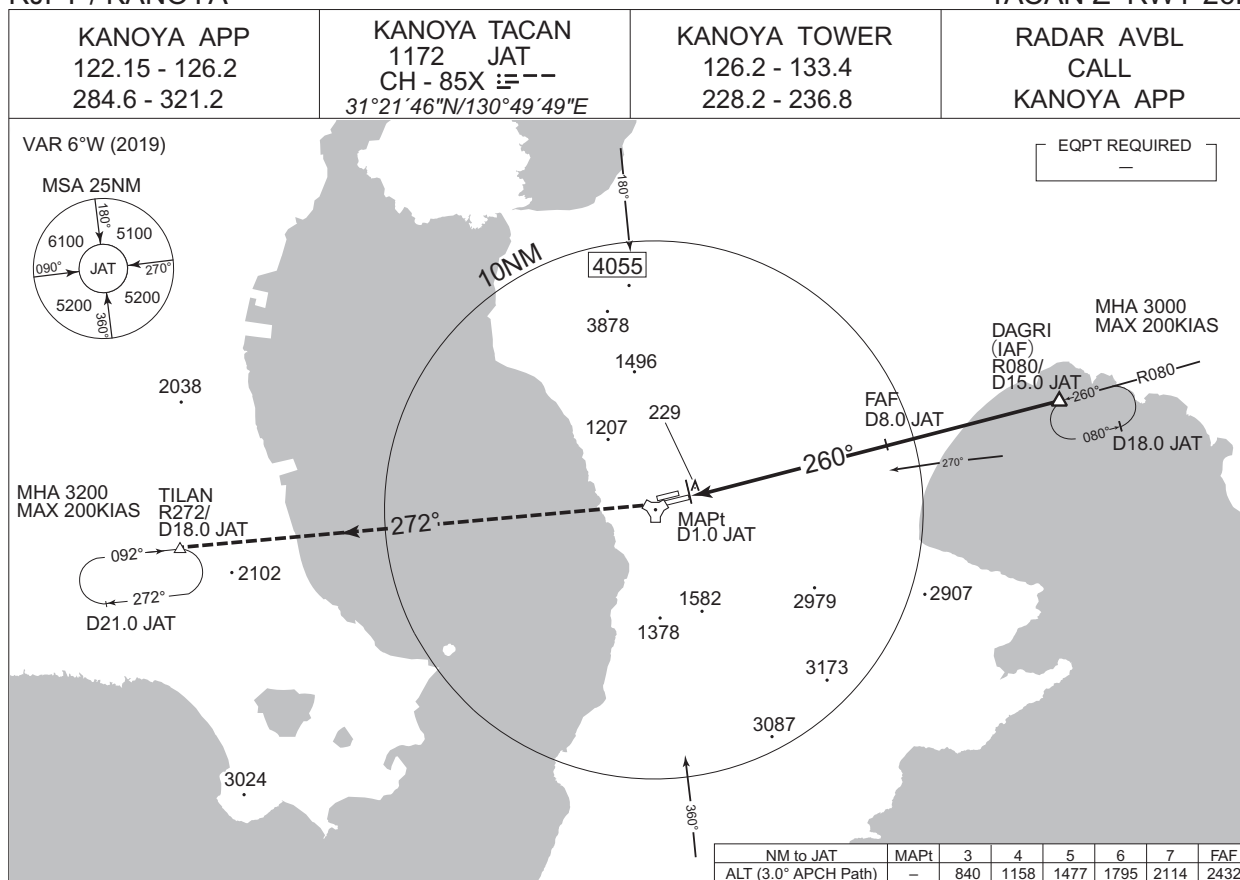 KANOYA APP
122.15 - 126.2
284.6 - 321.2
KANOYA TACAN
1172 JAT
CH - 85X
31°21´46"N/130°49´49"E
KANOYA TOWER
126.2 - 133.4
228.2 - 236.8
RADAR AVBL
CALL
KANOYA APP
VAR 6°W (2019)
MSA 25NM
180°
6100
5100
090°
JAT
270°
5200
5200
360°
EQPT REQUIRED
–
180°
10NM
4055
3878
1496
2038
1207
229
MHA 3000
MAX 200KIAS
DAGRI
(IAF)
R080/
D15.0 JAT
R080
260°
080°
D18.0 JAT
FAF
D8.0 JAT
260°
270°
MAPt
D1.0 JAT
272°
MHA 3200
MAX 200KIAS
TILAN
R272/
D18.0 JAT
092°
272°
D21.0 JAT
2102
1582
1378
2979
2907
3173
3087
3024
360°
NM to JAT MAPt 3 4 5 6 7 FAF
ALT (3.0° APCH Path) – 840 1158 1477 1795 2114 2432